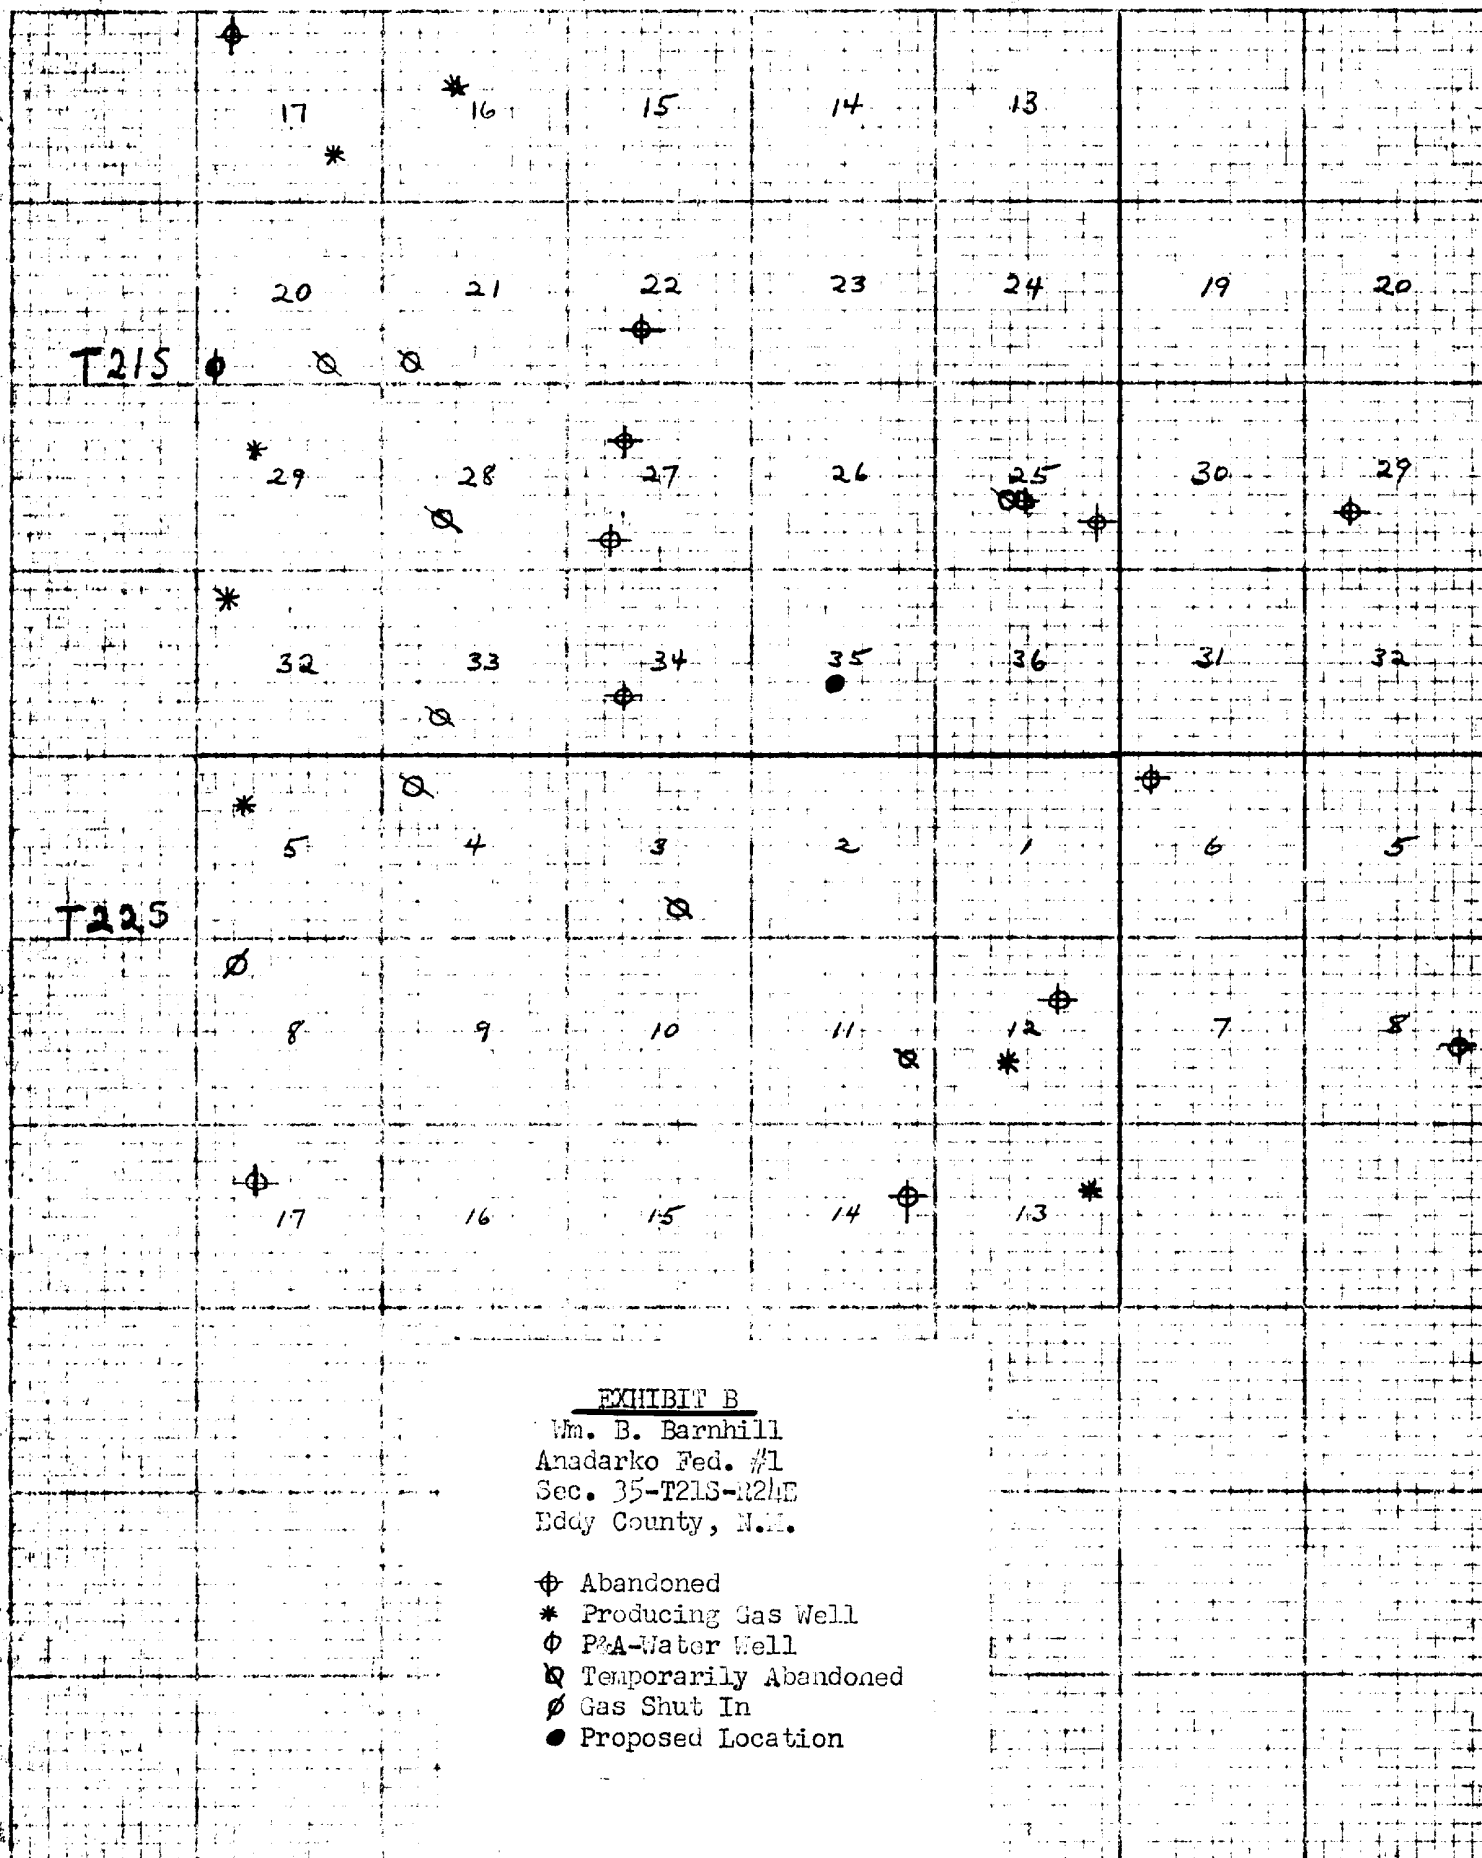 17 16 15 14 13
20 21 22 23 24 19 20
T21S
29 28 27 26 25 30 29
32 33 34 35 36 31 32
5 4 3 2 1 6 5
T22S
8 9 10 11 12 7 8
17 16 15 14 13
EXHIBIT B
Wm. B. Barnhill
Anadarko Fed. #1
Sec. 35-T21S-R24E
Eddy County, N.M.
Abandoned
* Producing Gas Well
P&A-Water Well
Temporarily Abandoned
Gas Shut In
Proposed Location